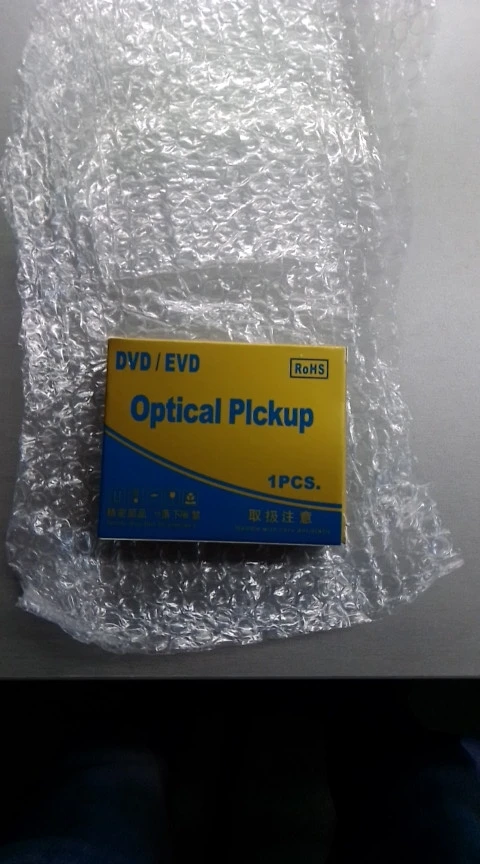 DVD / EVD
RoHS
Optical PIckup
1PCS.
取扱注意